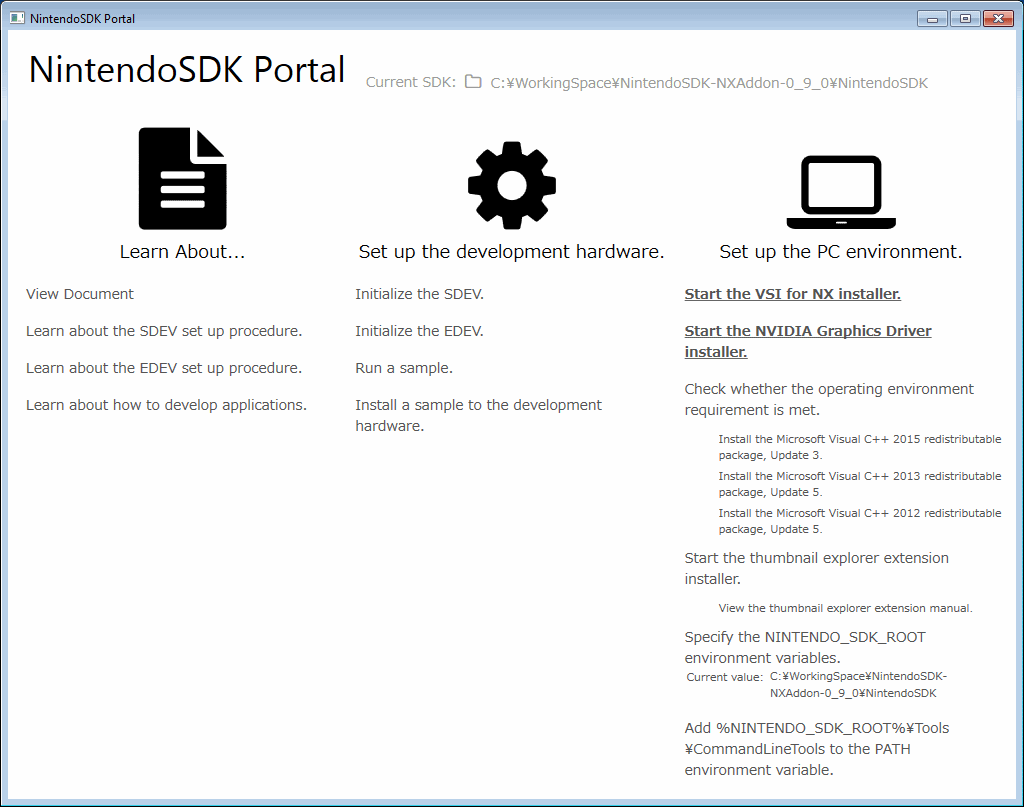 NintendoSDK Portal
NintendoSDK Portal
Current SDK: C:¥WorkingSpace¥NintendoSDK-NXAddon-0_9_0¥NintendoSDK
Learn About...
View Document
Learn about the SDEV set up procedure.
Learn about the EDEV set up procedure.
Learn about how to develop applications.
Set up the development hardware.
Initialize the SDEV.
Initialize the EDEV.
Run a sample.
Install a sample to the development
hardware.
Set up the PC environment.
Start the VSI for NX installer.
Start the NVIDIA Graphics Driver
installer.
Check whether the operating environment
requirement is met.
Install the Microsoft Visual C++ 2015 redistributable
package, Update 3.
Install the Microsoft Visual C++ 2013 redistributable
package, Update 5.
Install the Microsoft Visual C++ 2012 redistributable
package, Update 5.
Start the thumbnail explorer extension
installer.
View the thumbnail explorer extension manual.
Specify the NINTENDO_SDK_ROOT
environment variables.
Current value: C:¥WorkingSpace¥NintendoSDK-
NXAddon-0_9_0¥NintendoSDK
Add %NINTENDO_SDK_ROOT%¥Tools
¥CommandLineTools to the PATH
environment variable.